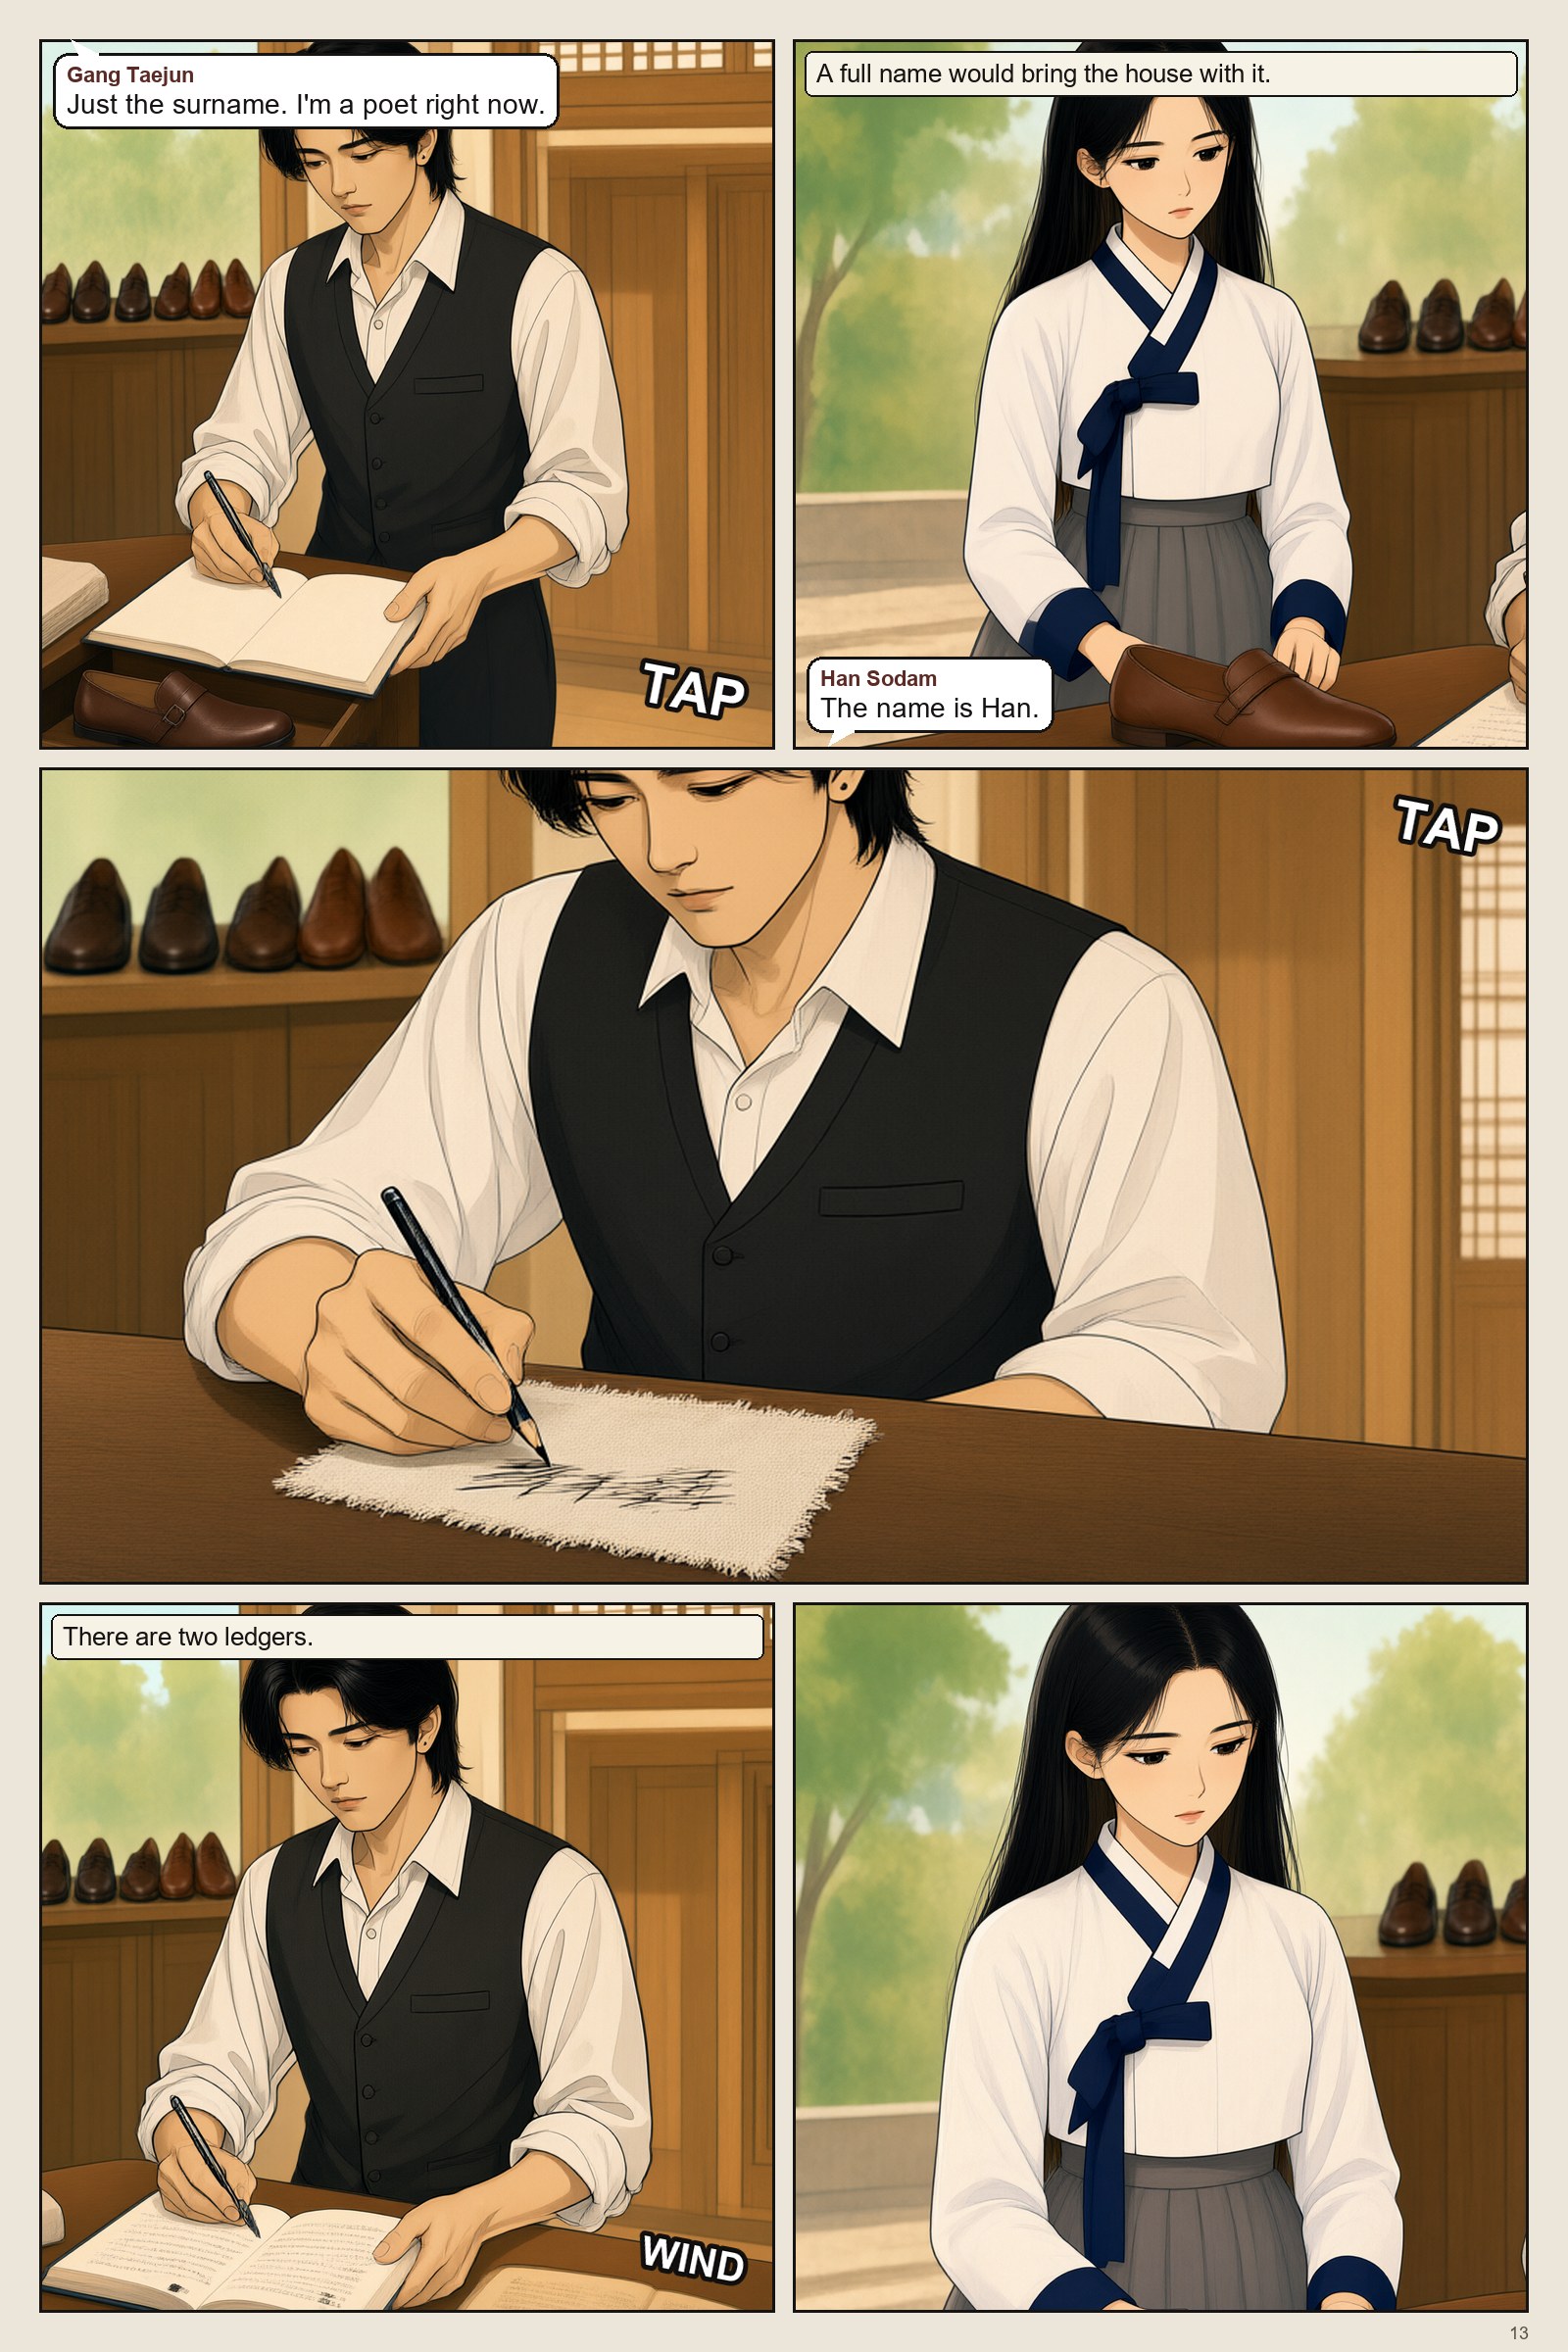 Gang Taejun
Just the surname. I'm a poet right now.
TAP
A full name would bring the house with it.
Han Sodam
The name is Han.
TAP
There are two ledgers.
WIND
13